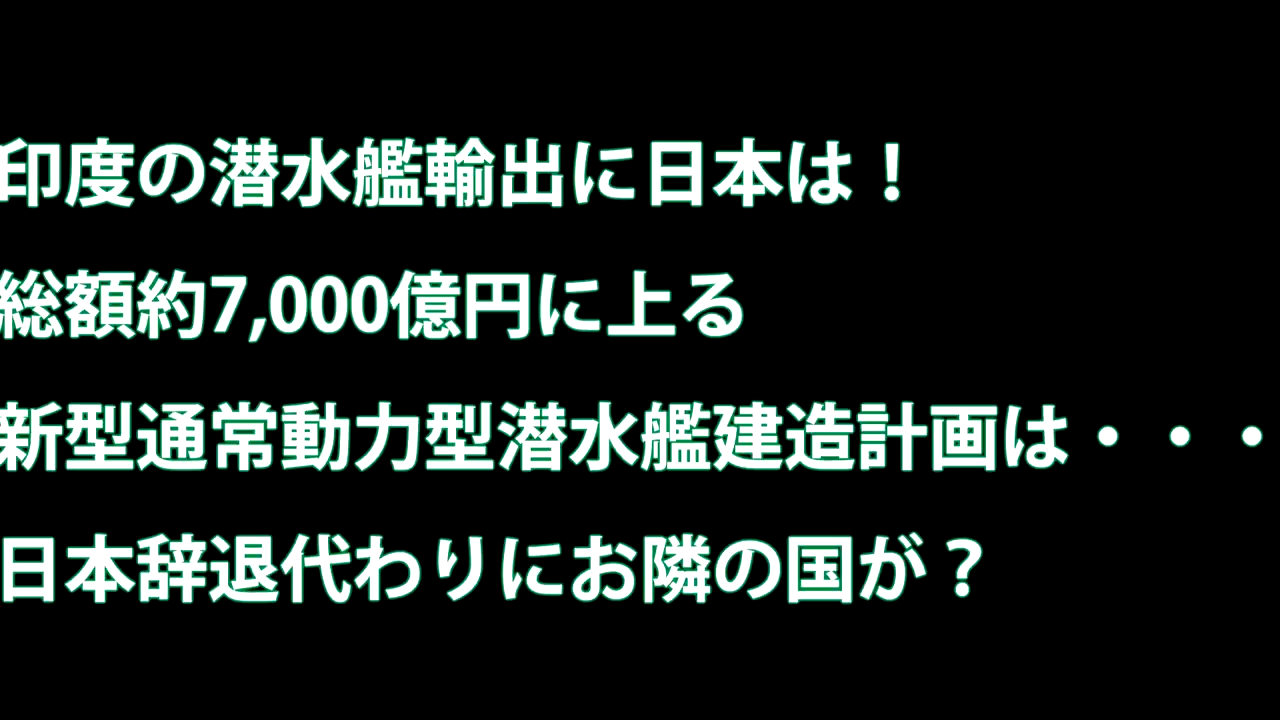 印度の潜水艦輸出に日本は！
総額約7,000億円に上る
新型通常動力型潜水艦建造計画は・・・
日本辞退代わりにお隣の国が？